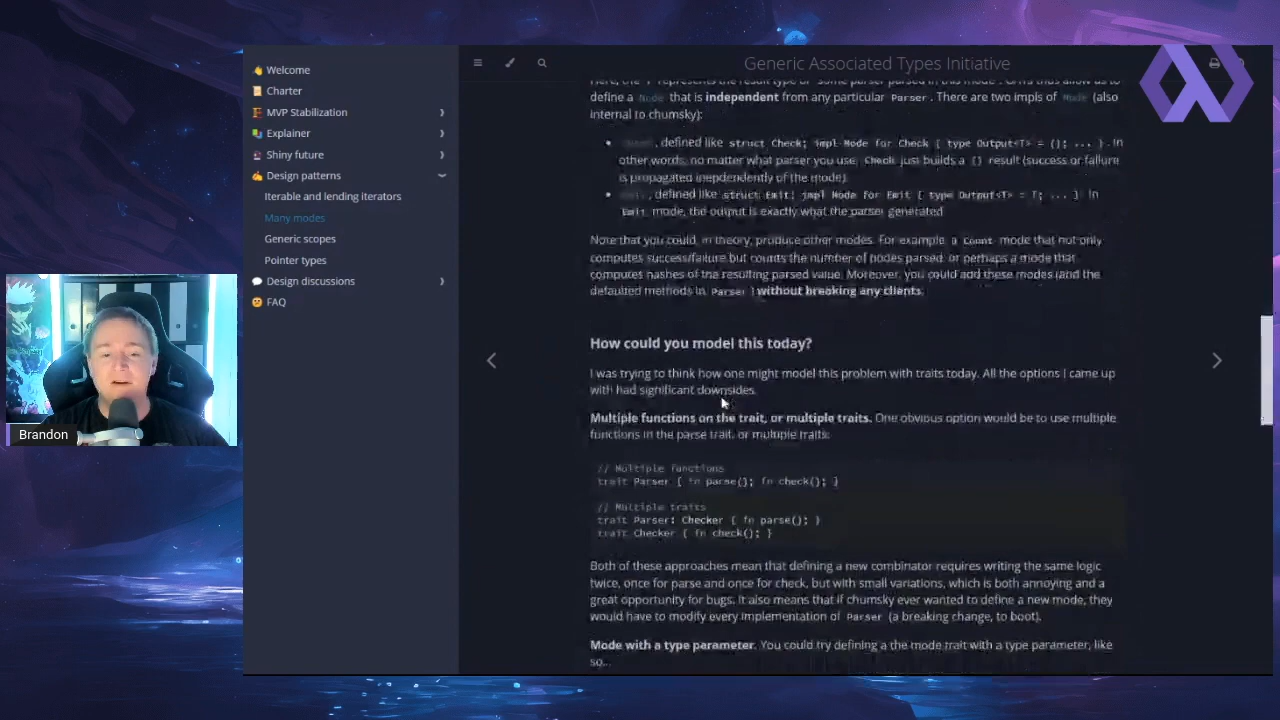 👋 Welcome
📜 Charter
MVP Stabilization
Explainer
🔮 Shiny future
✍️ Design patterns
Iterable and lending iterators
Many modes
Generic scopes
Pointer types
💬 Design discussions
FAQ
Brandon
Generic Associated Types Initiative
define a Node that is independent from any particular Parser. There are two impls of Mode (also
internal to chumsky):
, defined like struct Check; impl Mode for Check { type Output<T> = (); ... }. In
other words, no matter what parser you use, Check just builds a () result (success or failure
is propagated inependently of the mode).
, defined like struct Emit; impl Mode for Emit { type Output<T> = T; ... }. In
Emit mode, the output is exactly what the parser generated
Note that you could, in theory, produce other modes. For example, a Count mode that not only
computes success/failure but counts the number of nodes parsed, or perhaps a mode that
computes hashes of the resulting parsed value. Moreover, you could add these modes (and the
defaulted methods in Parser) without breaking any clients.
How could you model this today?
I was trying to think how one might model this problem with traits today. All the options I came up
with had significant downsides.
Multiple functions on the trait, or multiple traits. One obvious option would be to use multiple
functions in the parse trait, or multiple traits:
// Multiple functions
trait Parser { fn parse(); fn check(); }
// Multiple traits
trait Parser: Checker { fn parse(); }
trait Checker { fn check(); }
Both of these approaches mean that defining a new combinator requires writing the same logic
twice, once for parse and once for check, but with small variations, which is both annoying and a
great opportunity for bugs. It also means that if chumsky ever wanted to define a new mode, they
would have to modify every implementation of Parser (a breaking change, to boot).
Mode with a type parameter. You could try defining a the mode trait with a type parameter, like
so...